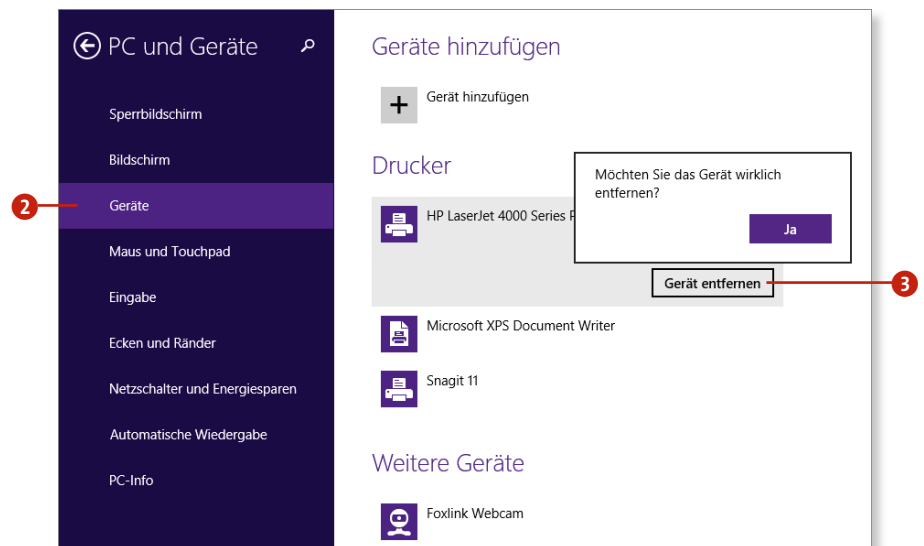 PC und Geräte
Sperrbildschirm
Bildschirm
2
Geräte
Maus und Touchpad
Eingabe
Ecken und Ränder
Netzschalter und Energiesparen
Automatische Wiedergabe
PC-Info
Geräte hinzufügen
Gerät hinzufügen
Drucker
HP LaserJet 4000 Series
Möchten Sie das Gerät wirklich
entfernen?
Ja
Gerät entfernen
3
Microsoft XPS Document Writer
Snagit 11
Weitere Geräte
Foxlink Webcam